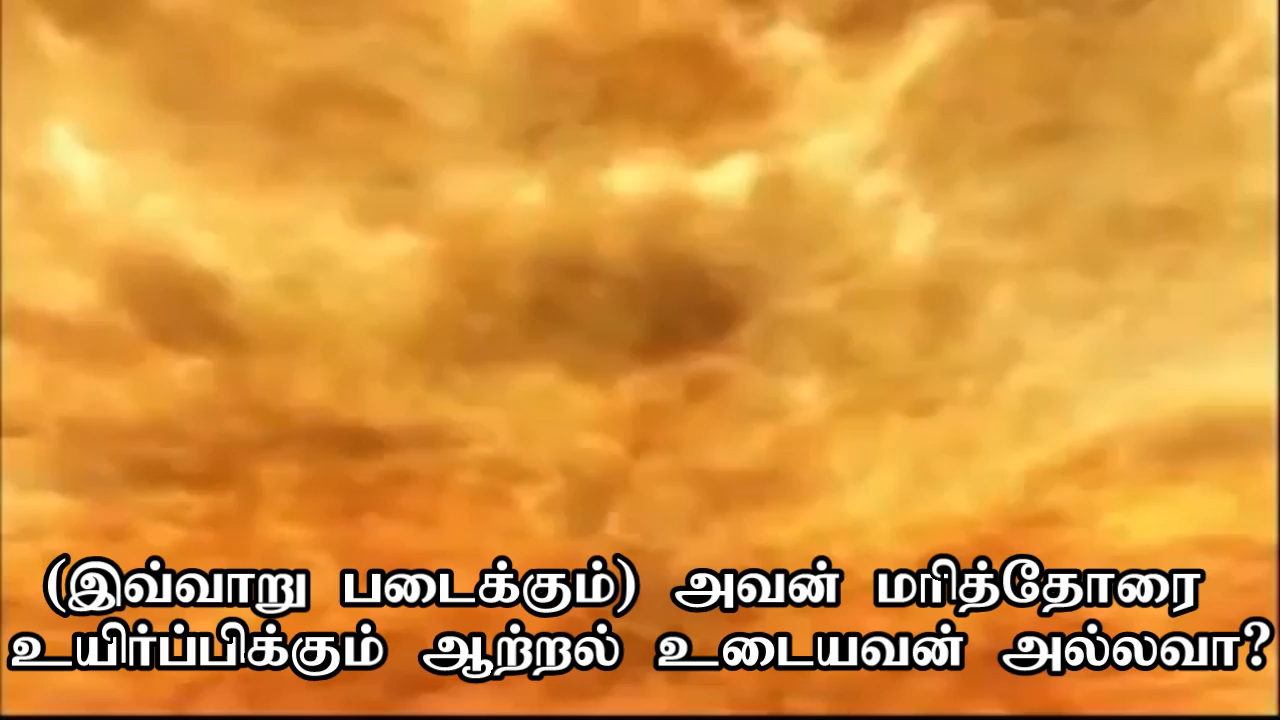 (இவ்வாறு படைக்கும்) அவன் மரித்தோரை
உயிர்ப்பிக்கும் ஆற்றல் உடையவன் அல்லவா?